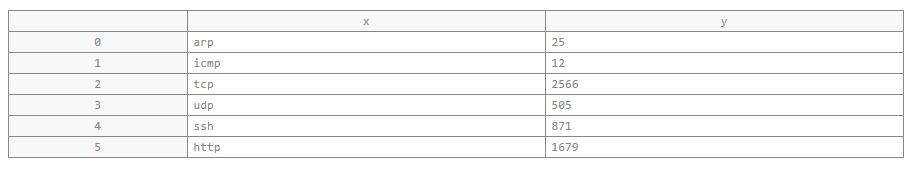 x y
0 arp 25
1 icmp 12
2 tcp 2566
3 udp 505
4 ssh 871
5 http 1679